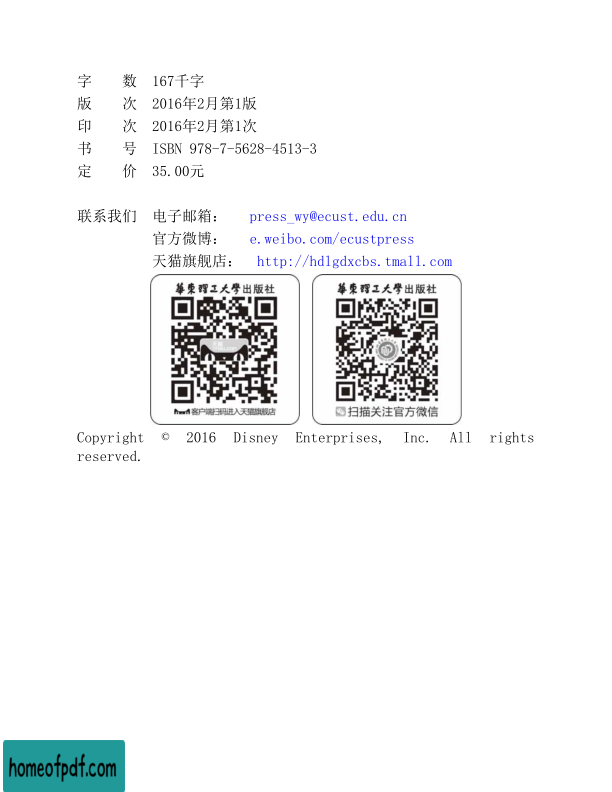 字 数 167千字
版 次 2016年2月第1版
印 次 2016年2月第1次
书 号 ISBN 978-7-5628-4513-3
定 价 35.00元
联系我们 电子邮箱： press_wy@ecust.edu.cn
官方微博： e.weibo.com/ecustpress
天猫旗舰店： http://hdlgdxcbs.tmall.com
華東理工大學出版社 華東理工大學出版社
客户端扫码进入天猫旗舰店 扫描关注官方微信
Copyright © 2016 Disney Enterprises, Inc. All rights
reserved.
homeofpdf.com